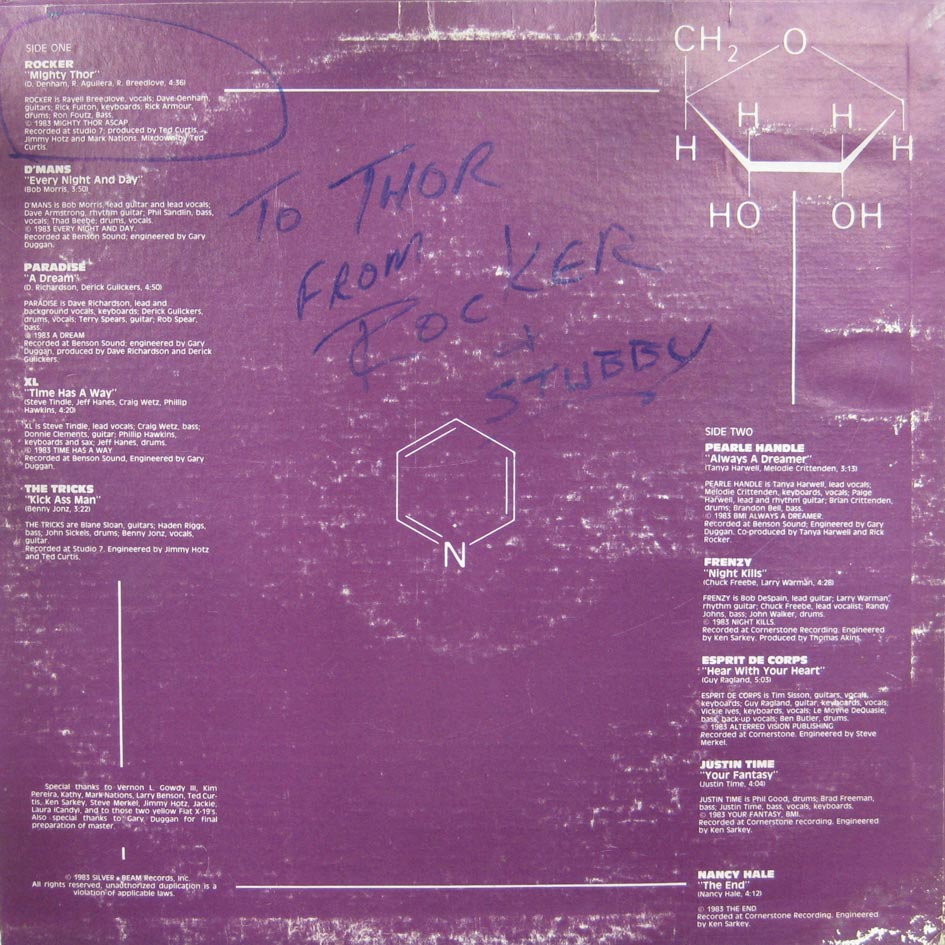 SIDE ONE
ROCKER
"Mighty Thor"
(D. Denham, R. Aguilera, R. Breedlove, 4:36)
ROCKER is Ravell Breedlove, vocals; Dave Denham,
guitars; Rick Fulton, keyboards; Rick Armour,
drums; Ron Foutz, Bass.
© 1983 MIGHTY THOR ASCAP
Recorded at studio 7; produced by Ted Curtis,
Jimmy Hotz and Mark Nations. Mixdown by Ted
Curtis.
D'MANS
"Every Night And Day"
(Bob Morris, 3:50)
D'MANS is Bob Morris, lead guitar and lead vocals;
Dave Armstrong, rhythm guitar; Phil Sandlin, bass,
vocals; Thad Beebe; drums, vocals.
© 1983 EVERY NIGHT AND DAY.
Recorded at Benson Sound; engineered by Gary
Duggan.
PARADISE
"A Dream"
(D. Richardson, Derick Gulickers, 4:50)
PARADISE is Dave Richardson, lead and
background vocals, keyboards; Derick Gulickers,
drums, vocals; Terry Spears, guitar; Rob Spear,
bass.
© 1983 A DREAM
Recorded at Benson Sound; engineered by Gary
Duggan, produced by Dave Richardson and Derick
Gulickers.
XL
"Time Has A Way"
(Steve Tindle, Jeff Hanes, Craig Wetz, Phillip
Hawkins, 4:20)
XL is Steve Tindle, lead vocals; Craig Wetz, bass;
Donnie Clements, guitar; Phillip Hawkins,
keyboards and sax; Jeff Hanes, drums.
© 1983 TIME HAS A WAY
Recorded at Benson Sound, Engineered by Gary
Duggan.
THE TRICKS
"Kick Ass Man"
(Benny Jonz, 3:22)
THE TRICKS are Blane Sloan, guitars; Haden Riggs,
bass; John Sickels, drums; Benny Jonz, vocals,
guitar.
Recorded at Studio 7. Engineered by Jimmy Hotz
and Ted Curtis.
Special thanks to Vernon L. Gowdy III, Kim
Pereira, Kathy, Mark Nations, Larry Benson, Ted Cur-
tis, Ken Sarkey, Steve Merkel, Jimmy Hotz, Jackie,
Laura (Candy), and to those two yellow Fiat X-19's.
Also special thanks to Gary Duggan for final
preparation of master.
© 1983 SILVER ★ BEAM Records, Inc.
All rights reserved, unauthorized duplication is a
violation of applicable laws.
TO THOR
FROM
ROCKER
+
STUBBY
N
CH2 O
H H H H
HO OH
SIDE TWO
PEARLE HANDLE
"Always A Dreamer"
(Tanya Harwell, Melodie Crittenden, 3:13)
PEARLE HANDLE is Tanya Harwell, lead vocals;
Melodie Crittenden, keyboards, vocals; Paige
Harwell, lead and rhythm guitar; Brian Crittenden,
drums; Brandon Bell, bass.
© 1983 BMI ALWAYS A DREAMER.
Recorded at Benson Sound; Engineered by Gary
Duggan. Co-produced by Tanya Harwell and Rick
Rocker.
FRENZY
"Night Kills"
(Chuck Freebe, Larry Warman, 4:28)
FRENZY is Bob DeSpain, lead guitar; Larry Warman,
rhythm guitar; Chuck Freebe, lead vocalist; Randy
Johns, bass; John Walker, drums.
© 1983 NIGHT KILLS.
Recorded at Cornerstone Recording. Engineered
by Ken Sarkey. Produced by Thomas Akins.
ESPRIT DE CORPS
"Hear With Your Heart"
(Guy Ragland, 5:03)
ESPRIT DE CORPS is Tim Sisson, guitars, vocals,
keyboards; Guy Ragland, guitar, keyboards, vocals;
Vickie Ives, keyboards, vocals; Le Moyne DeQuasie,
bass, back-up vocals; Ben Butler, drums.
© 1983 ALTERRED VISION PUBLISHING
Recorded at Cornerstone. Engineered by Steve
Merkel.
JUSTIN TIME
"Your Fantasy"
(Justin Time, 4:04)
JUSTIN TIME is Phil Good, drums; Brad Freeman,
bass; Justin Time, bass, vocals, keyboards.
© 1983 YOUR FANTASY, BMI.
Recorded at Cornerstone recording. Engineered
by Ken Sarkey.
NANCY HALE
"The End"
(Nancy Hale, 4:12)
© 1983 THE END
Recorded at Cornerstone Recording. Engineered
by Ken Sarkey.